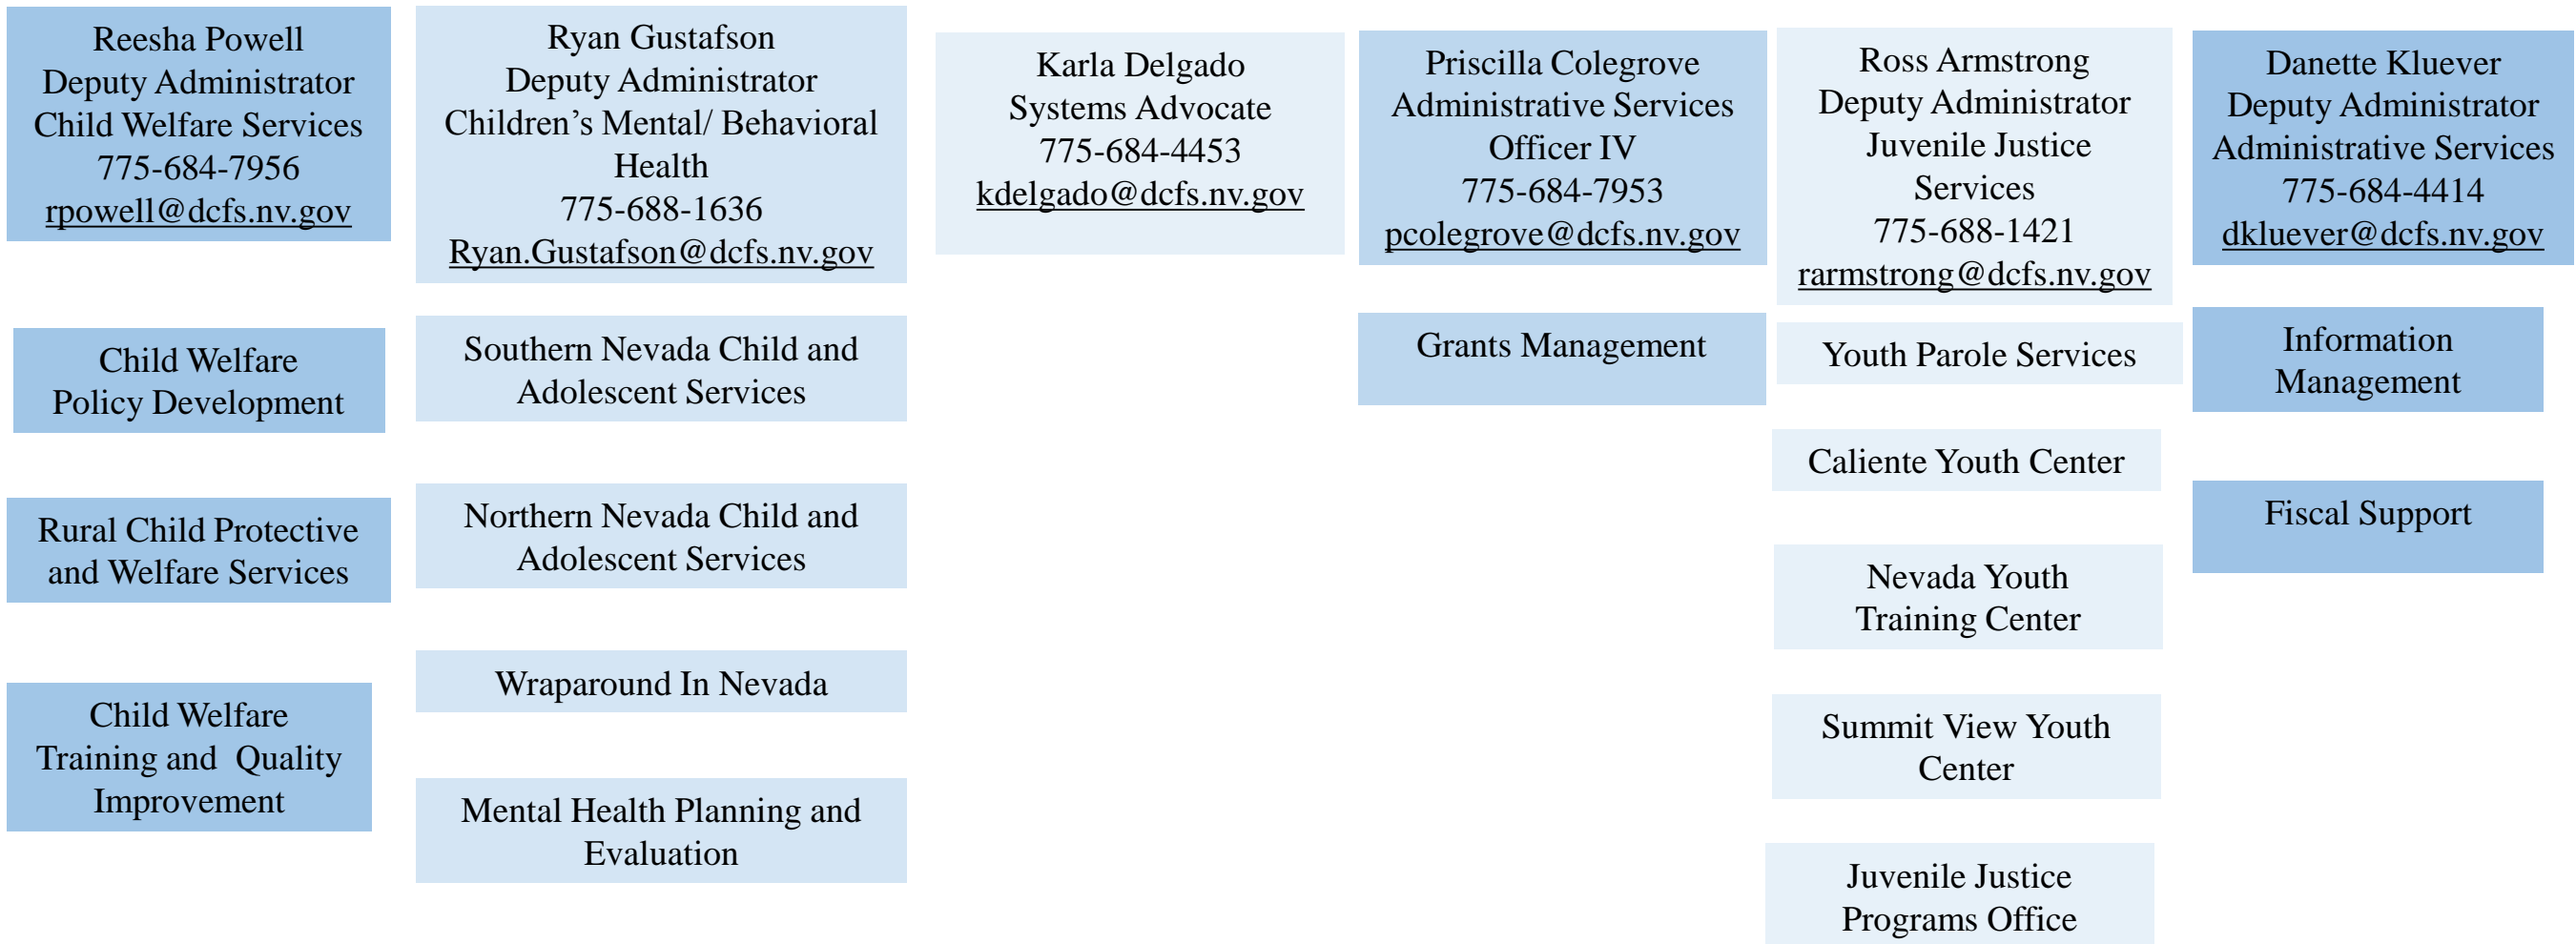 Reesha Powell
Deputy Administrator
Child Welfare Services
775-684-7956
rpowell@dcfs.nv.gov
Child Welfare
Policy Development
Rural Child Protective
and Welfare Services
Child Welfare
Training and Quality
Improvement
Ryan Gustafson
Deputy Administrator
Children’s Mental/ Behavioral
Health
775-688-1636
Ryan.Gustafson@dcfs.nv.gov
Southern Nevada Child and
Adolescent Services
Northern Nevada Child and
Adolescent Services
Wraparound In Nevada
Mental Health Planning and
Evaluation
Karla Delgado
Systems Advocate
775-684-4453
kdelgado@dcfs.nv.gov
Priscilla Colegrove
Administrative Services
Officer IV
775-684-7953
pcolegrove@dcfs.nv.gov
Grants Management
Ross Armstrong
Deputy Administrator
Juvenile Justice
Services
775-688-1421
rarmstrong@dcfs.nv.gov
Youth Parole Services
Caliente Youth Center
Nevada Youth
Training Center
Summit View Youth
Center
Juvenile Justice
Programs Office
Danette Kluever
Deputy Administrator
Administrative Services
775-684-4414
dkluever@dcfs.nv.gov
Information
Management
Fiscal Support